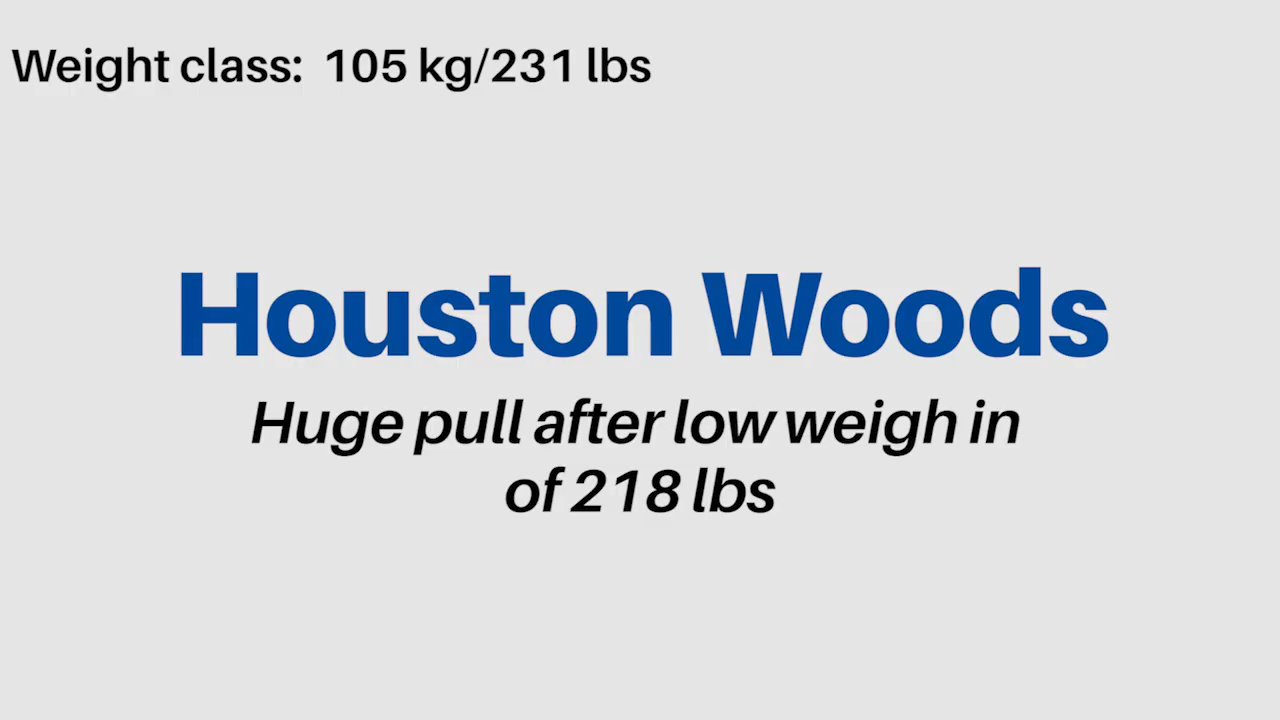 Weight class: 105 kg/231 lbs
Houston Woods
Huge pull after low weigh in
of 218 lbs